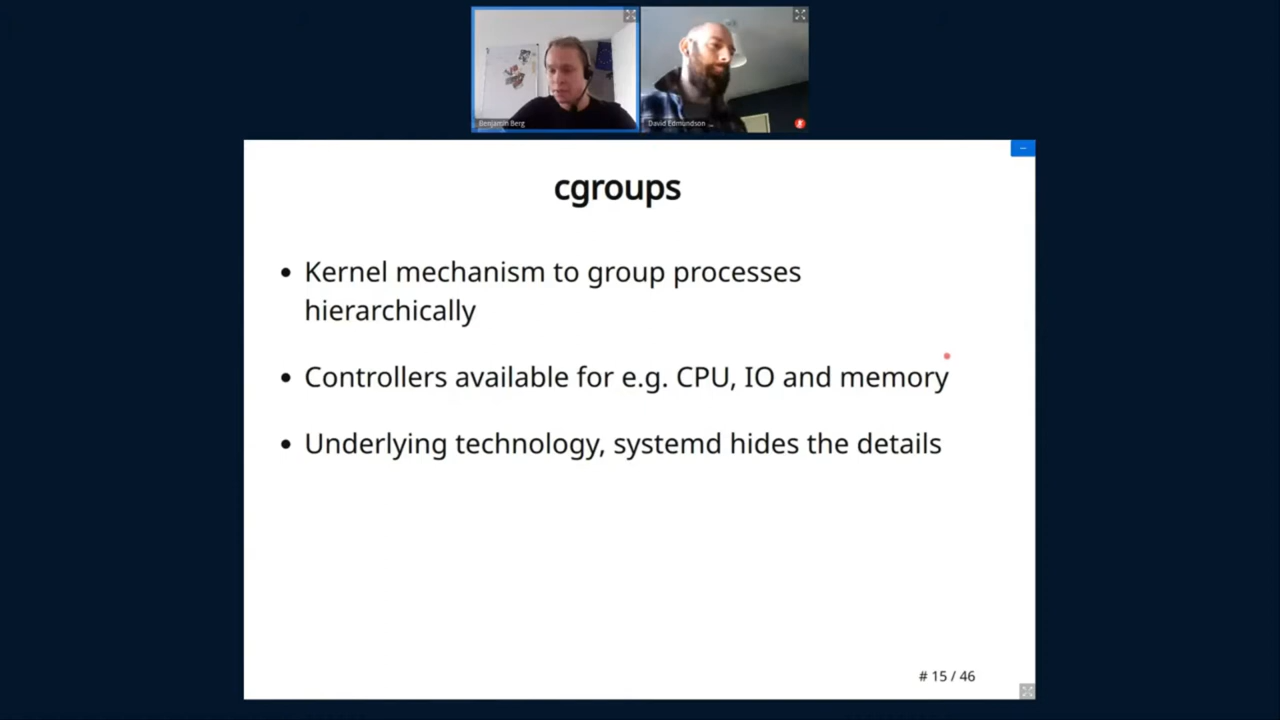 Benjamin Berg
David Edmundson ...
cgroups
• Kernel mechanism to group processes
hierarchically
• Controllers available for e.g. CPU, IO and memory
• Underlying technology, systemd hides the details
# 15 / 46